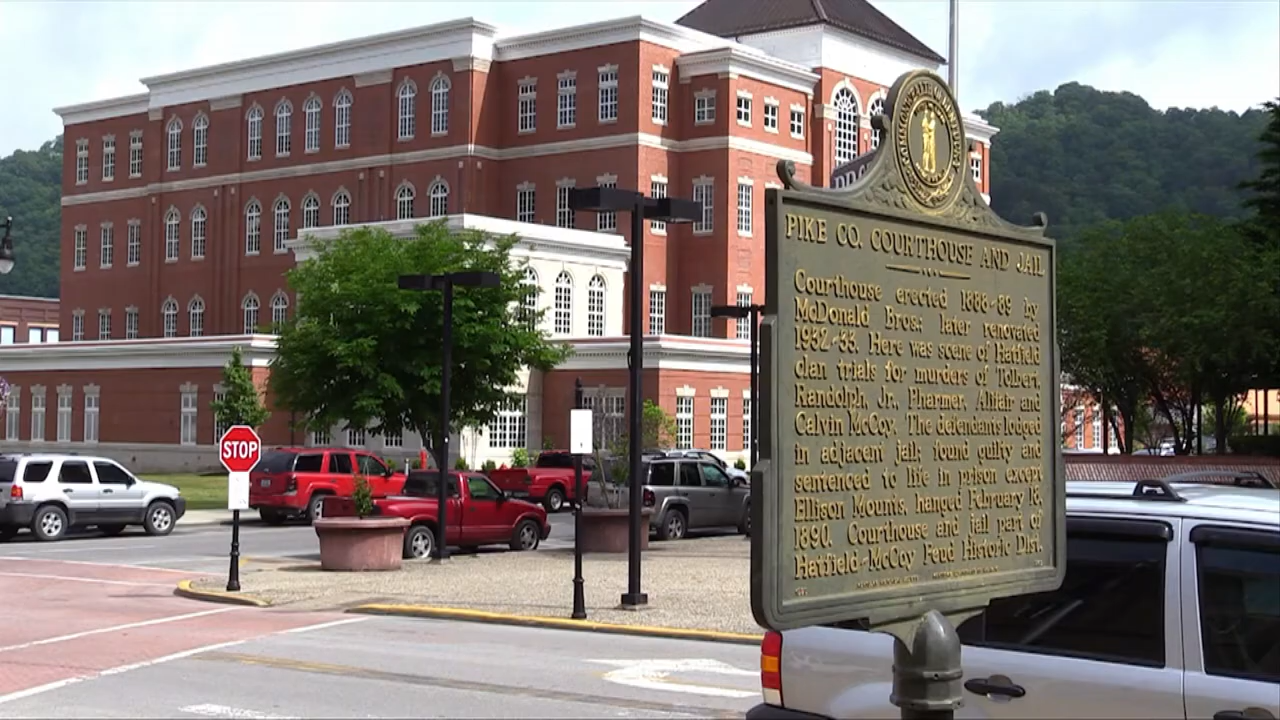 STOP
PIKE CO. COURTHOUSE AND JAIL
Courthouse erected 1888-89 by
McDonald Bros; later renovated
1932-33. Here was scene of Hatfield
clan trials for murders of Tolbert,
Randolph, Jr., Pharmer, Alifair and
Calvin McCoy. The defendants lodged
in adjacent jail; found guilty and
sentenced to life in prison except
Ellison Mounts, hanged February 18,
1890. Courthouse and jail part of
Hatfield-McCoy Feud Historic Dist.